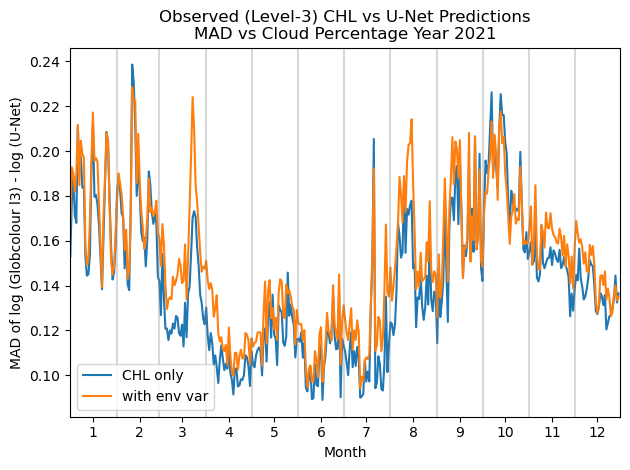 Observed (Level-3) CHL vs U-Net Predictions
MAD vs Cloud Percentage Year 2021
MAD of log (Globcolour l3) - log (U-Net)
0.24
0.22
0.20
0.18
0.16
0.14
0.12
0.10
CHL only
with env var
1 2 3 4 5 6 7 8 9 10 11 12
Month